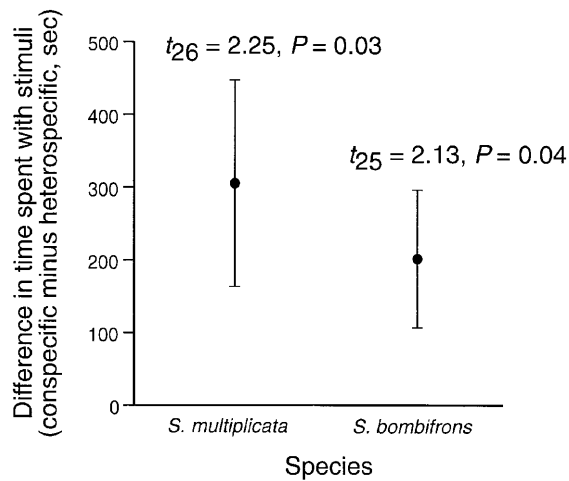 Difference in time spent with stimuli
(conspecific minus heterospecific, sec)
500
400
300
200
100
0
t26 = 2.25, P = 0.03
t25 = 2.13, P = 0.04
S. multiplicata
S. bombifrons
Species